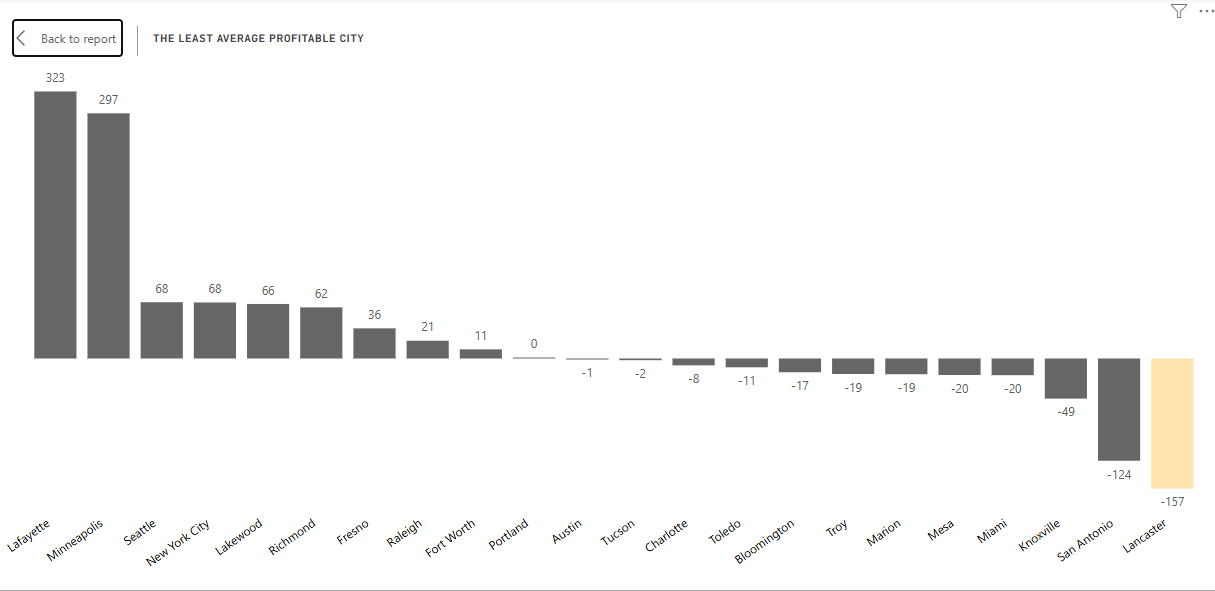 Back to report
THE LEAST AVERAGE PROFITABLE CITY
323
297
68
68
66
62
36
21
11
0
-1
-2
-8
-11
-17
-19
-19
-20
-20
-49
-124
-157
Lafayette
Minneapolis
Seattle
New York City
Lakewood
Richmond
Fresno
Raleigh
Fort Worth
Portland
Austin
Tucson
Charlotte
Toledo
Bloomington
Troy
Marion
Mesa
Miami
Knoxville
San Antonio
Lancaster